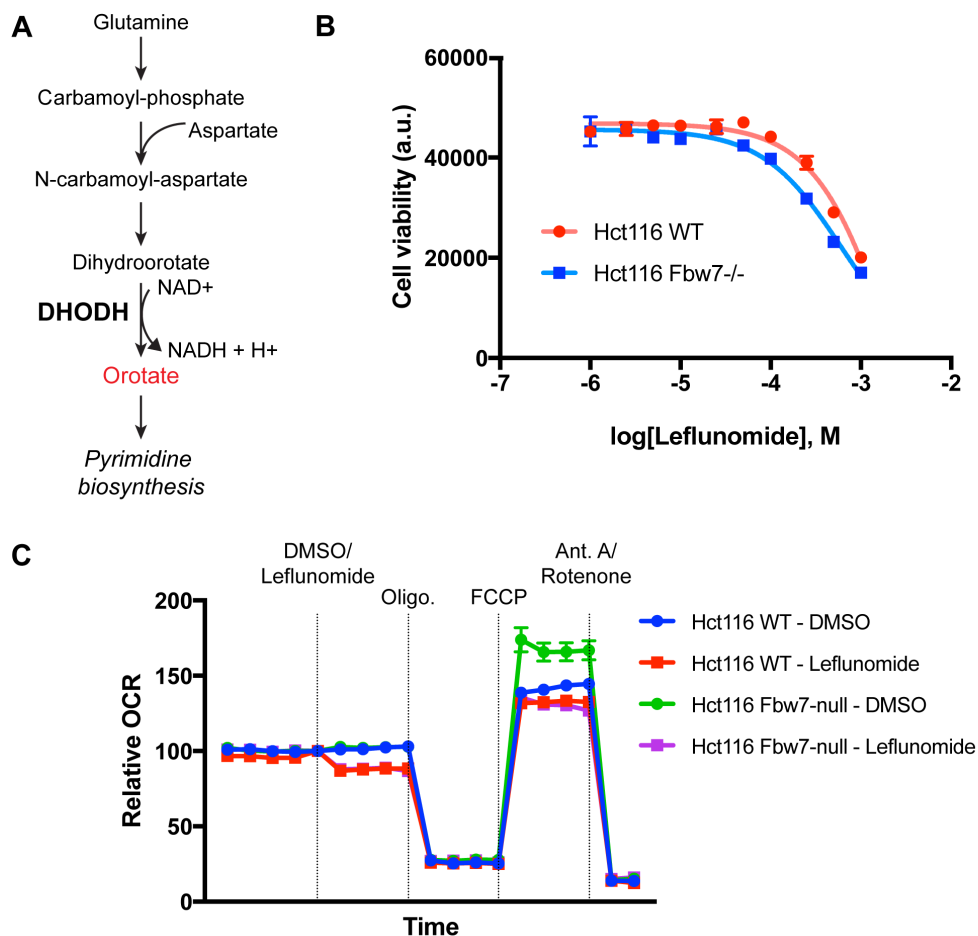 A
Glutamine
Carbamoyl-phosphate
Aspartate
N-carbamoyl-aspartate
Dihydroorotate
NAD+
DHODH
NADH + H+
Orotate
Pyrimidine
biosynthesis
B
60000
40000
20000
0
-7
-6
-5
-4
-3
-2
Cell viability (a.u.)
log[Leflunomide], M
Hct116 WT
Hct116 Fbw7-/-
C
DMSO/
Leflunomide
Oligo.
FCCP
Ant. A/
Rotenone
200
150
100
50
0
Relative OCR
Time
Hct116 WT - DMSO
Hct116 WT - Leflunomide
Hct116 Fbw7-null - DMSO
Hct116 Fbw7-null - Leflunomide